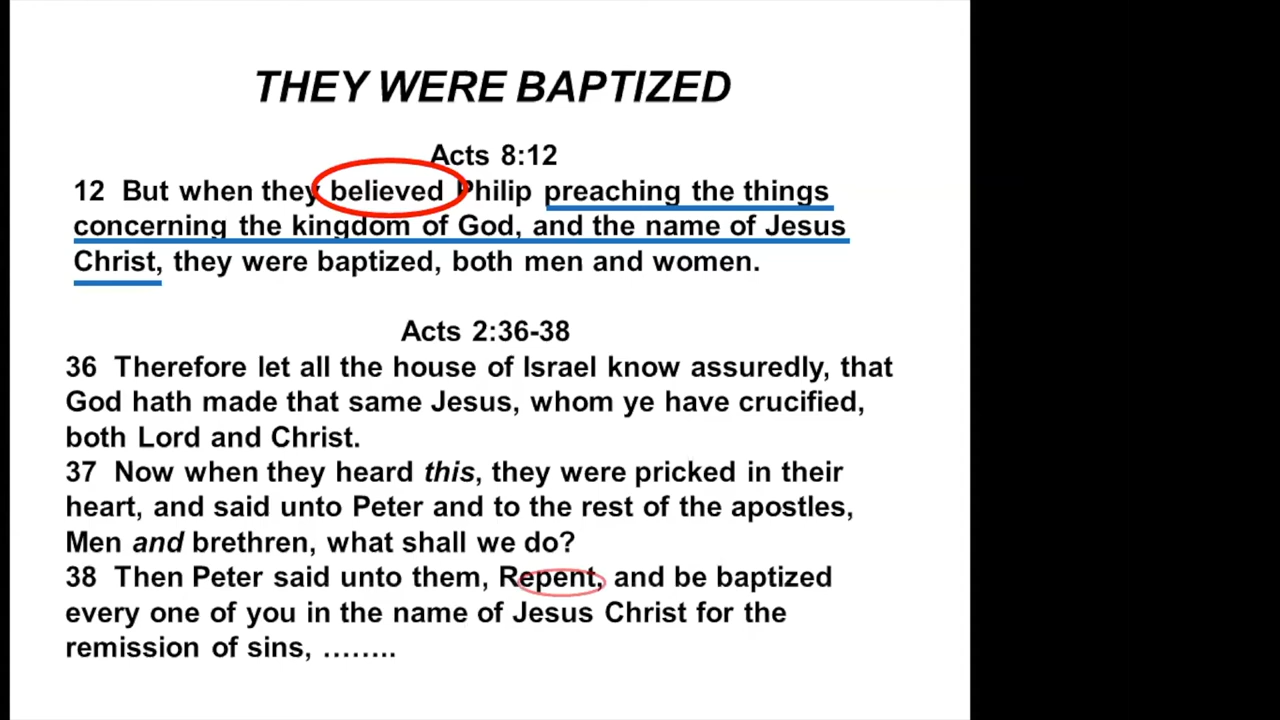 THEY WERE BAPTIZED
Acts 8:12
12 But when they believed Philip preaching the things
concerning the kingdom of God, and the name of Jesus
Christ, they were baptized, both men and women.
Acts 2:36-38
36 Therefore let all the house of Israel know assuredly, that
God hath made that same Jesus, whom ye have crucified,
both Lord and Christ.
37 Now when they heard this, they were pricked in their
heart, and said unto Peter and to the rest of the apostles,
Men and brethren, what shall we do?
38 Then Peter said unto them, Repent, and be baptized
every one of you in the name of Jesus Christ for the
remission of sins, ........